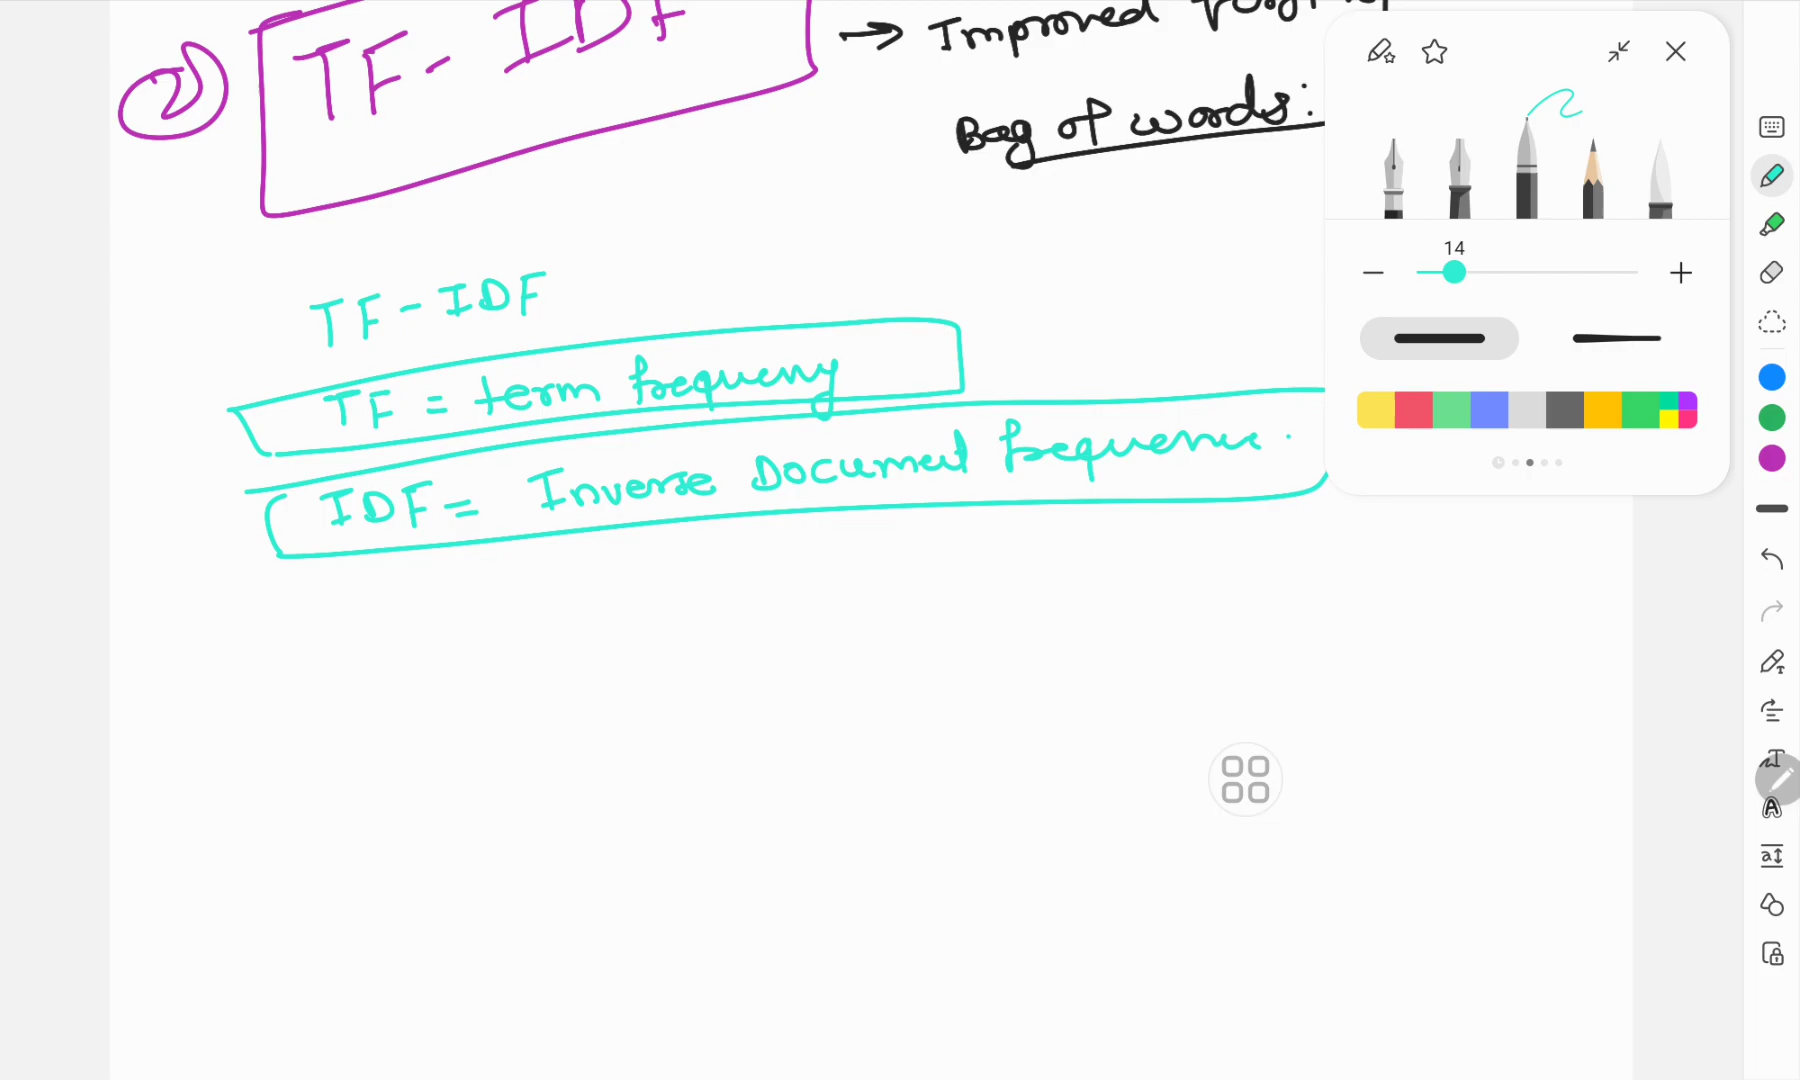 ② TF - IDF → Improved
Bag of words:
TF - IDF
TF = term frequency
IDF = Inverse Document frequence.
14